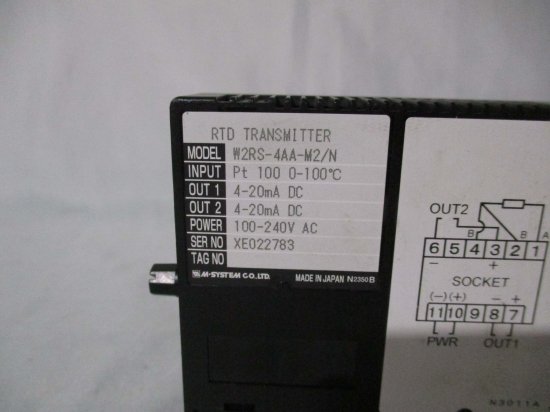 RTD TRANSMITTER
MODEL W2RS-4AA-M2/N
INPUT Pt 100 0-100℃
OUT 1 4-20mA DC
OUT 2 4-20mA DC
POWER 100-240V AC
SER NO XE022783
TAG NO
M-SYSTEM CO.,LTD. MADE IN JAPAN N2350B
OUT2
B B A
6 5 4 3 2 1
− +
SOCKET
(−) (+) − +
11 10 9 8 7
PWR OUT1
N3011A